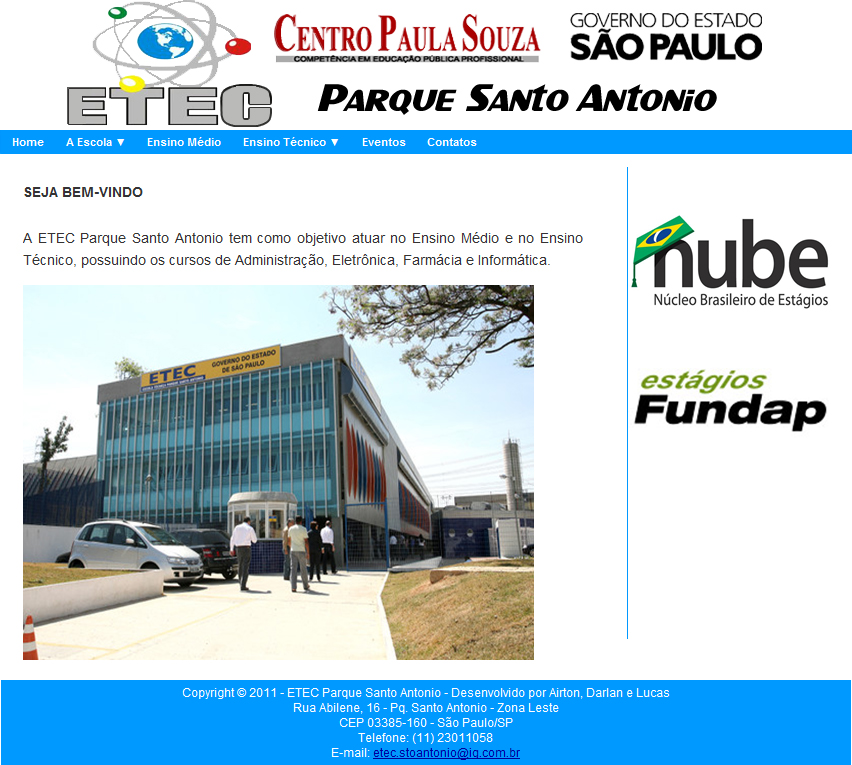 CENTRO PAULA SOUZA
COMPETÊNCIA EM EDUCAÇÃO PÚBLICA PROFISSIONAL
GOVERNO DO ESTADO
SÃO PAULO
ETEC
PARQUE SANTO ANTONIO
Home A Escola ▼ Ensino Médio Ensino Técnico ▼ Eventos Contatos
SEJA BEM-VINDO
A ETEC Parque Santo Antonio tem como objetivo atuar no Ensino Médio e no Ensino
Técnico, possuindo os cursos de Administração, Eletrônica, Farmácia e Informática.
ETEC
ESCOLA TÉCNICA PARQUE SANTO ANTONIO
GOVERNO DO ESTADO
DE SÃO PAULO
nube
Núcleo Brasileiro de Estágios
estágios
Fundap
Copyright © 2011 - ETEC Parque Santo Antonio - Desenvolvido por Airton, Darlan e Lucas
Rua Abilene, 16 - Pq. Santo Antonio - Zona Leste
CEP 03385-160 - São Paulo/SP
Telefone: (11) 23011058
E-mail: etec.stoantonio@ig.com.br